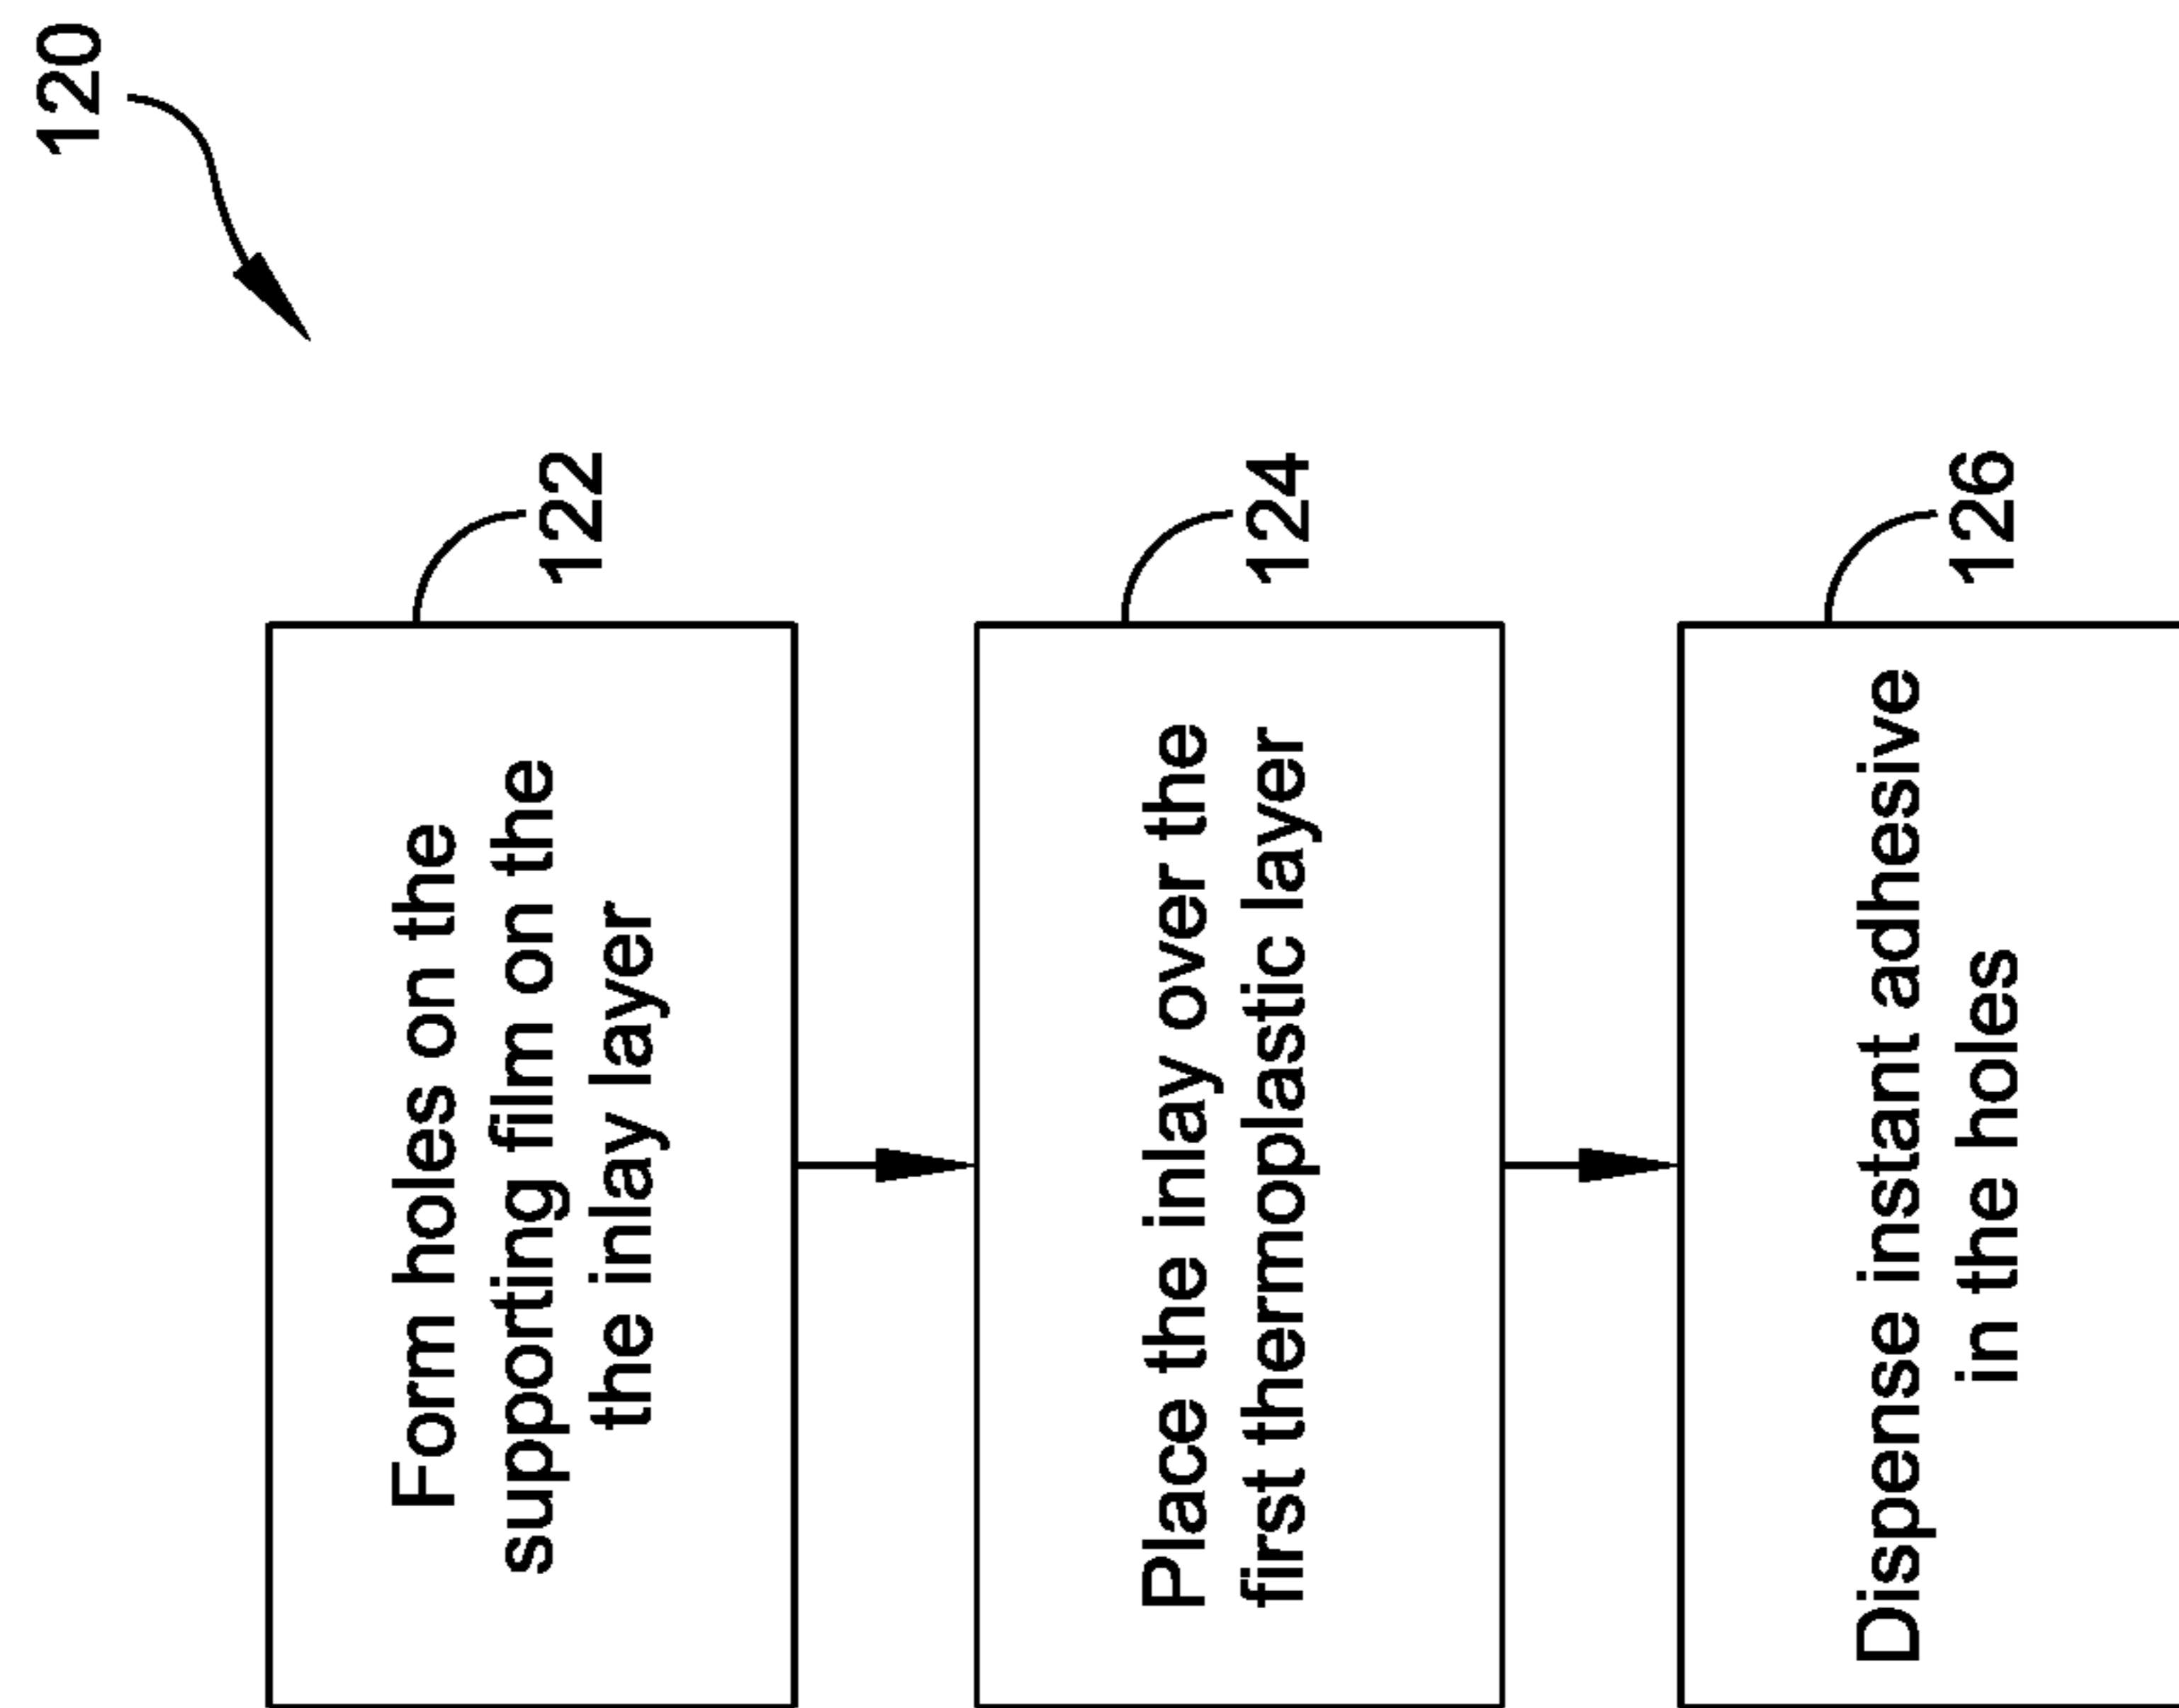 120
Form holes on the
supporting film on the
the inlay layer
122
Place the inlay over the
first thermoplastic layer
124
Dispense instant adhesive
in the holes
126